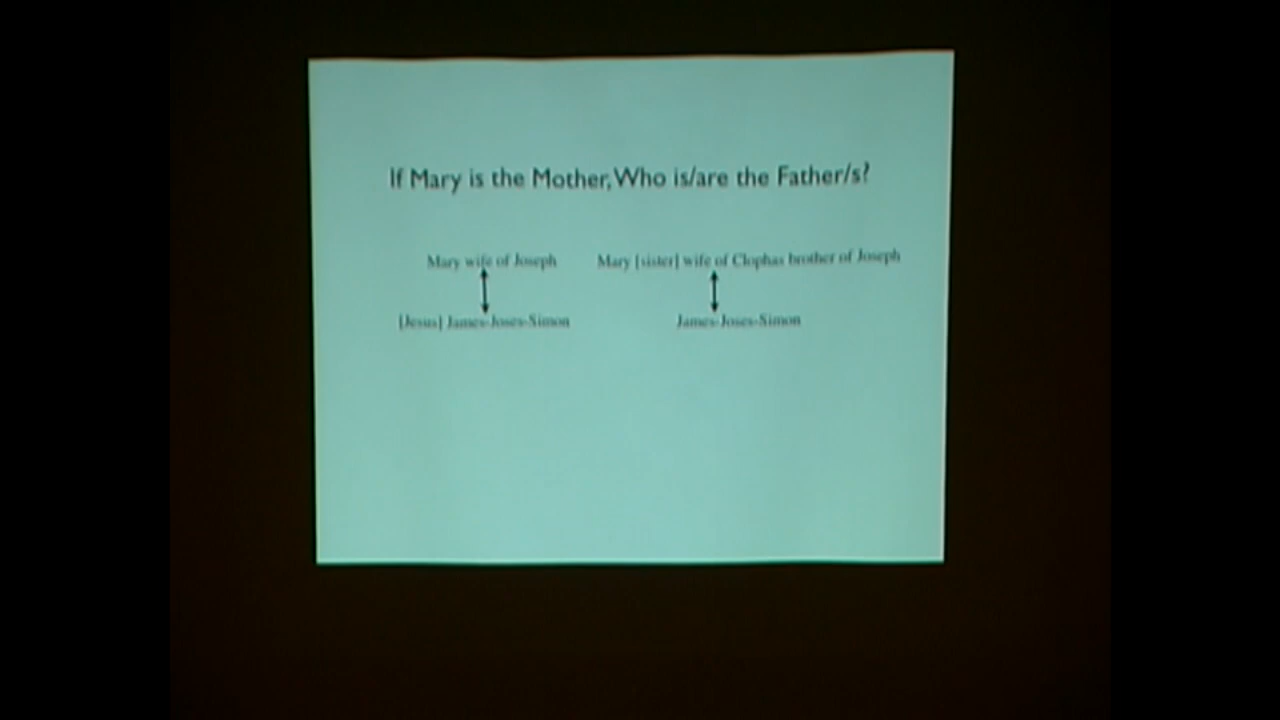 If Mary is the Mother, Who is/are the Father/s?
Mary wife of Joseph
Mary [sister] wife of Clophas brother of Joseph
[Jesus] James-Joses-Simon
James-Joses-Simon